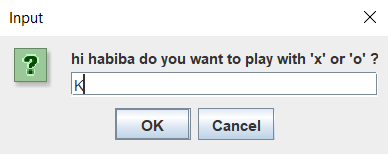 Input
hi habiba do you want to play with 'x' or 'o' ?
K
OK Cancel